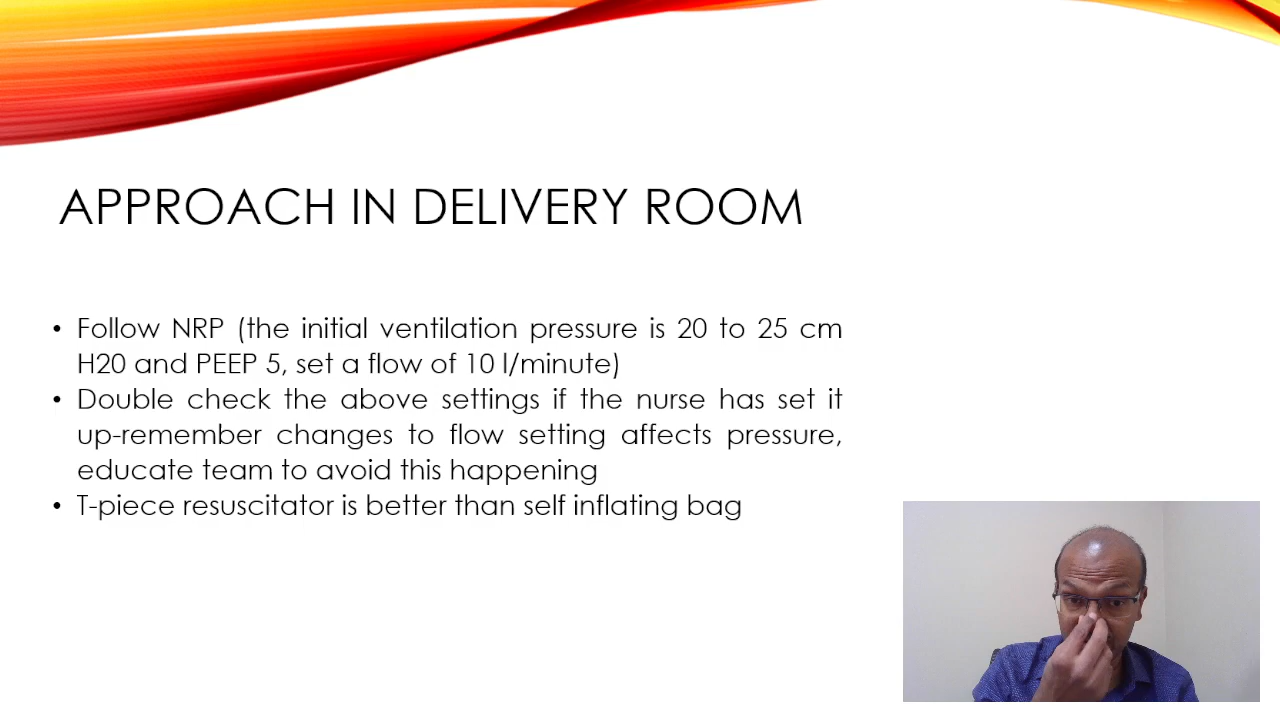 APPROACH IN DELIVERY ROOM
• Follow NRP (the initial ventilation pressure is 20 to 25 cm
H20 and PEEP 5, set a flow of 10 l/minute)
• Double check the above settings if the nurse has set it
up-remember changes to flow setting affects pressure,
educate team to avoid this happening
• T-piece resuscitator is better than self inflating bag